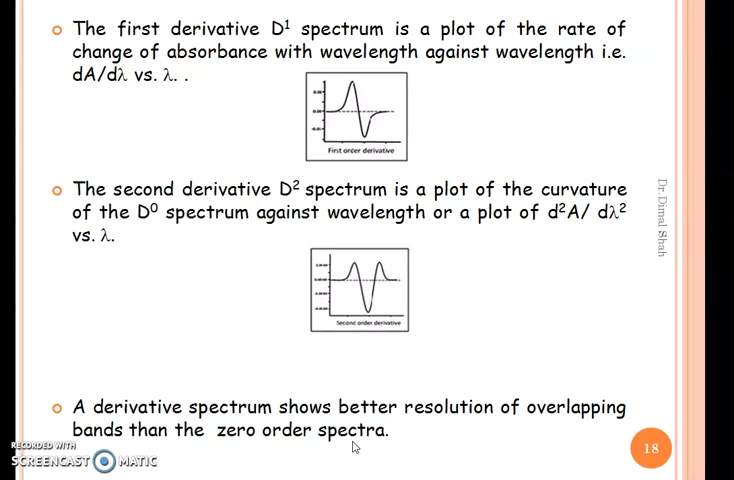 The first derivative D¹ spectrum is a plot of the rate of
change of absorbance with wavelength against wavelength i.e.
dA/dλ vs. λ. .
First order derivative
The second derivative D² spectrum is a plot of the curvature
of the D⁰ spectrum against wavelength or a plot of d²A/ dλ²
vs. λ.
Second order derivative
A derivative spectrum shows better resolution of overlapping
bands than the zero order spectra.
Dr.Dimal Shah
18
RECORDED WITH
SCREENCAST MATIC